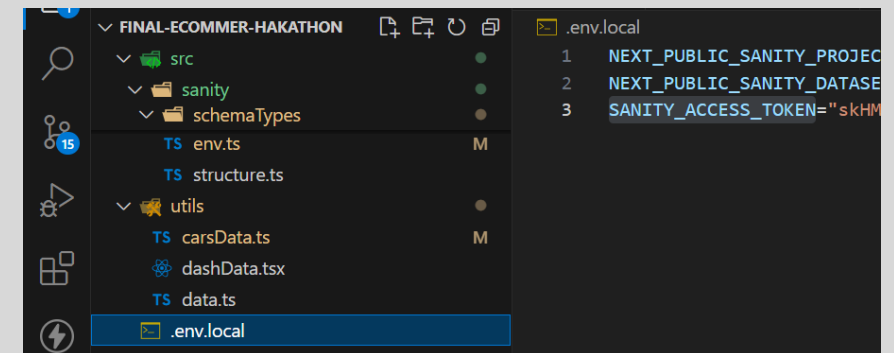 FINAL-ECOMMER-HAKATHON
src
sanity
schemaTypes
TS env.ts M
TS structure.ts
utils
TS carsData.ts M
dashData.tsx
TS data.ts
.env.local
15
.env.local
1 NEXT_PUBLIC_SANITY_PROJEC
2 NEXT_PUBLIC_SANITY_DATASE
3 SANITY_ACCESS_TOKEN="skHM